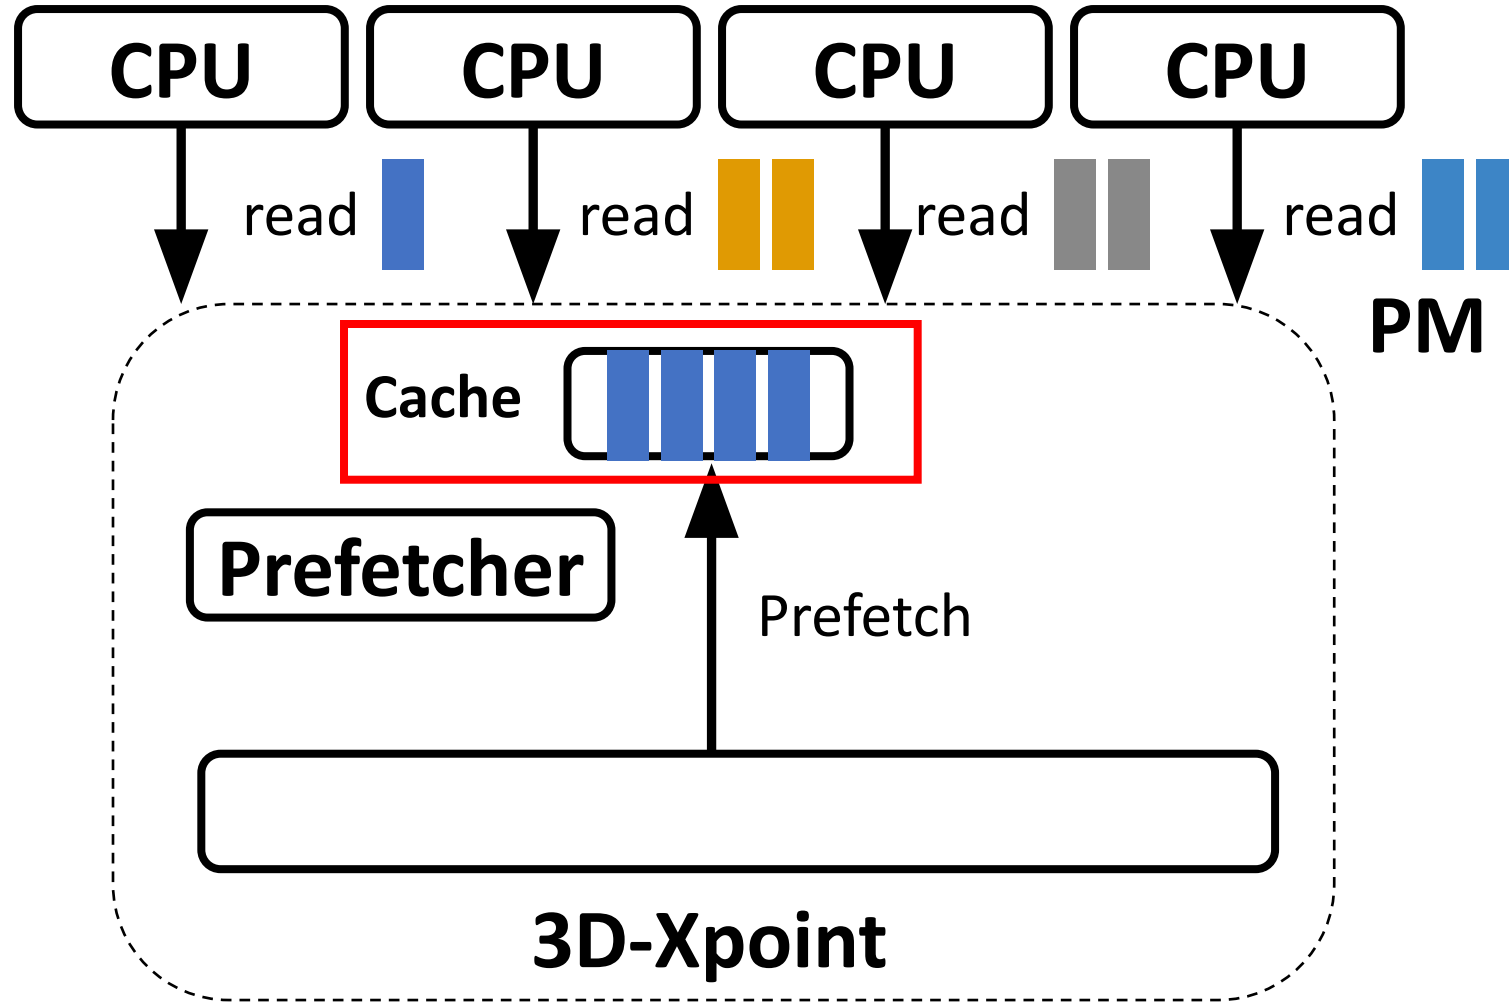 CPU CPU CPU CPU
read read read read
PM
Cache
Prefetcher
Prefetch
3D-Xpoint